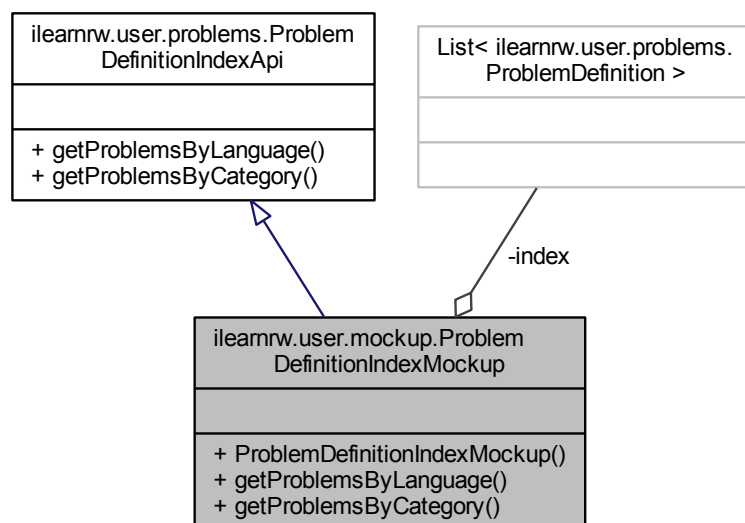 ilearnrw.user.problems.Problem
DefinitionIndexApi
+ getProblemsByLanguage()
+ getProblemsByCategory()
List< ilearnrw.user.problems.
ProblemDefinition >
-index
ilearnrw.user.mockup.Problem
DefinitionIndexMockup
+ ProblemDefinitionIndexMockup()
+ getProblemsByLanguage()
+ getProblemsByCategory()